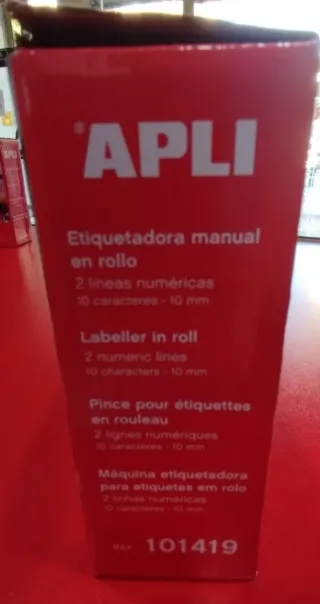 APLI
Etiquetadora manual
en rollo
2 líneas numéricas
10 caracteres - 10 mm
Labeller in roll
2 numeric lines
10 characters - 10 mm
Pince pour étiquettes
en rouleau
2 lignes numériques
10 caractères - 10 mm
Máquina etiquetadora
para etiquetas em rolo
2 linhas numéricas
10 caracteres - 10 mm
REF. 101419
APLI